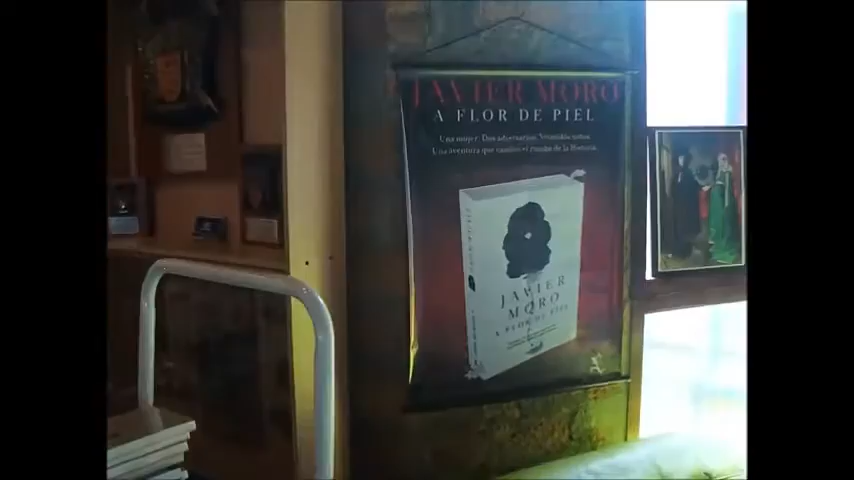 JAVIER MORO
A FLOR DE PIEL
Una mujer. Dos adversarios. Veintidós niños.
Una aventura que cambió el rumbo de la Historia.
JAVIER
MORO
A FLOR DE PIEL